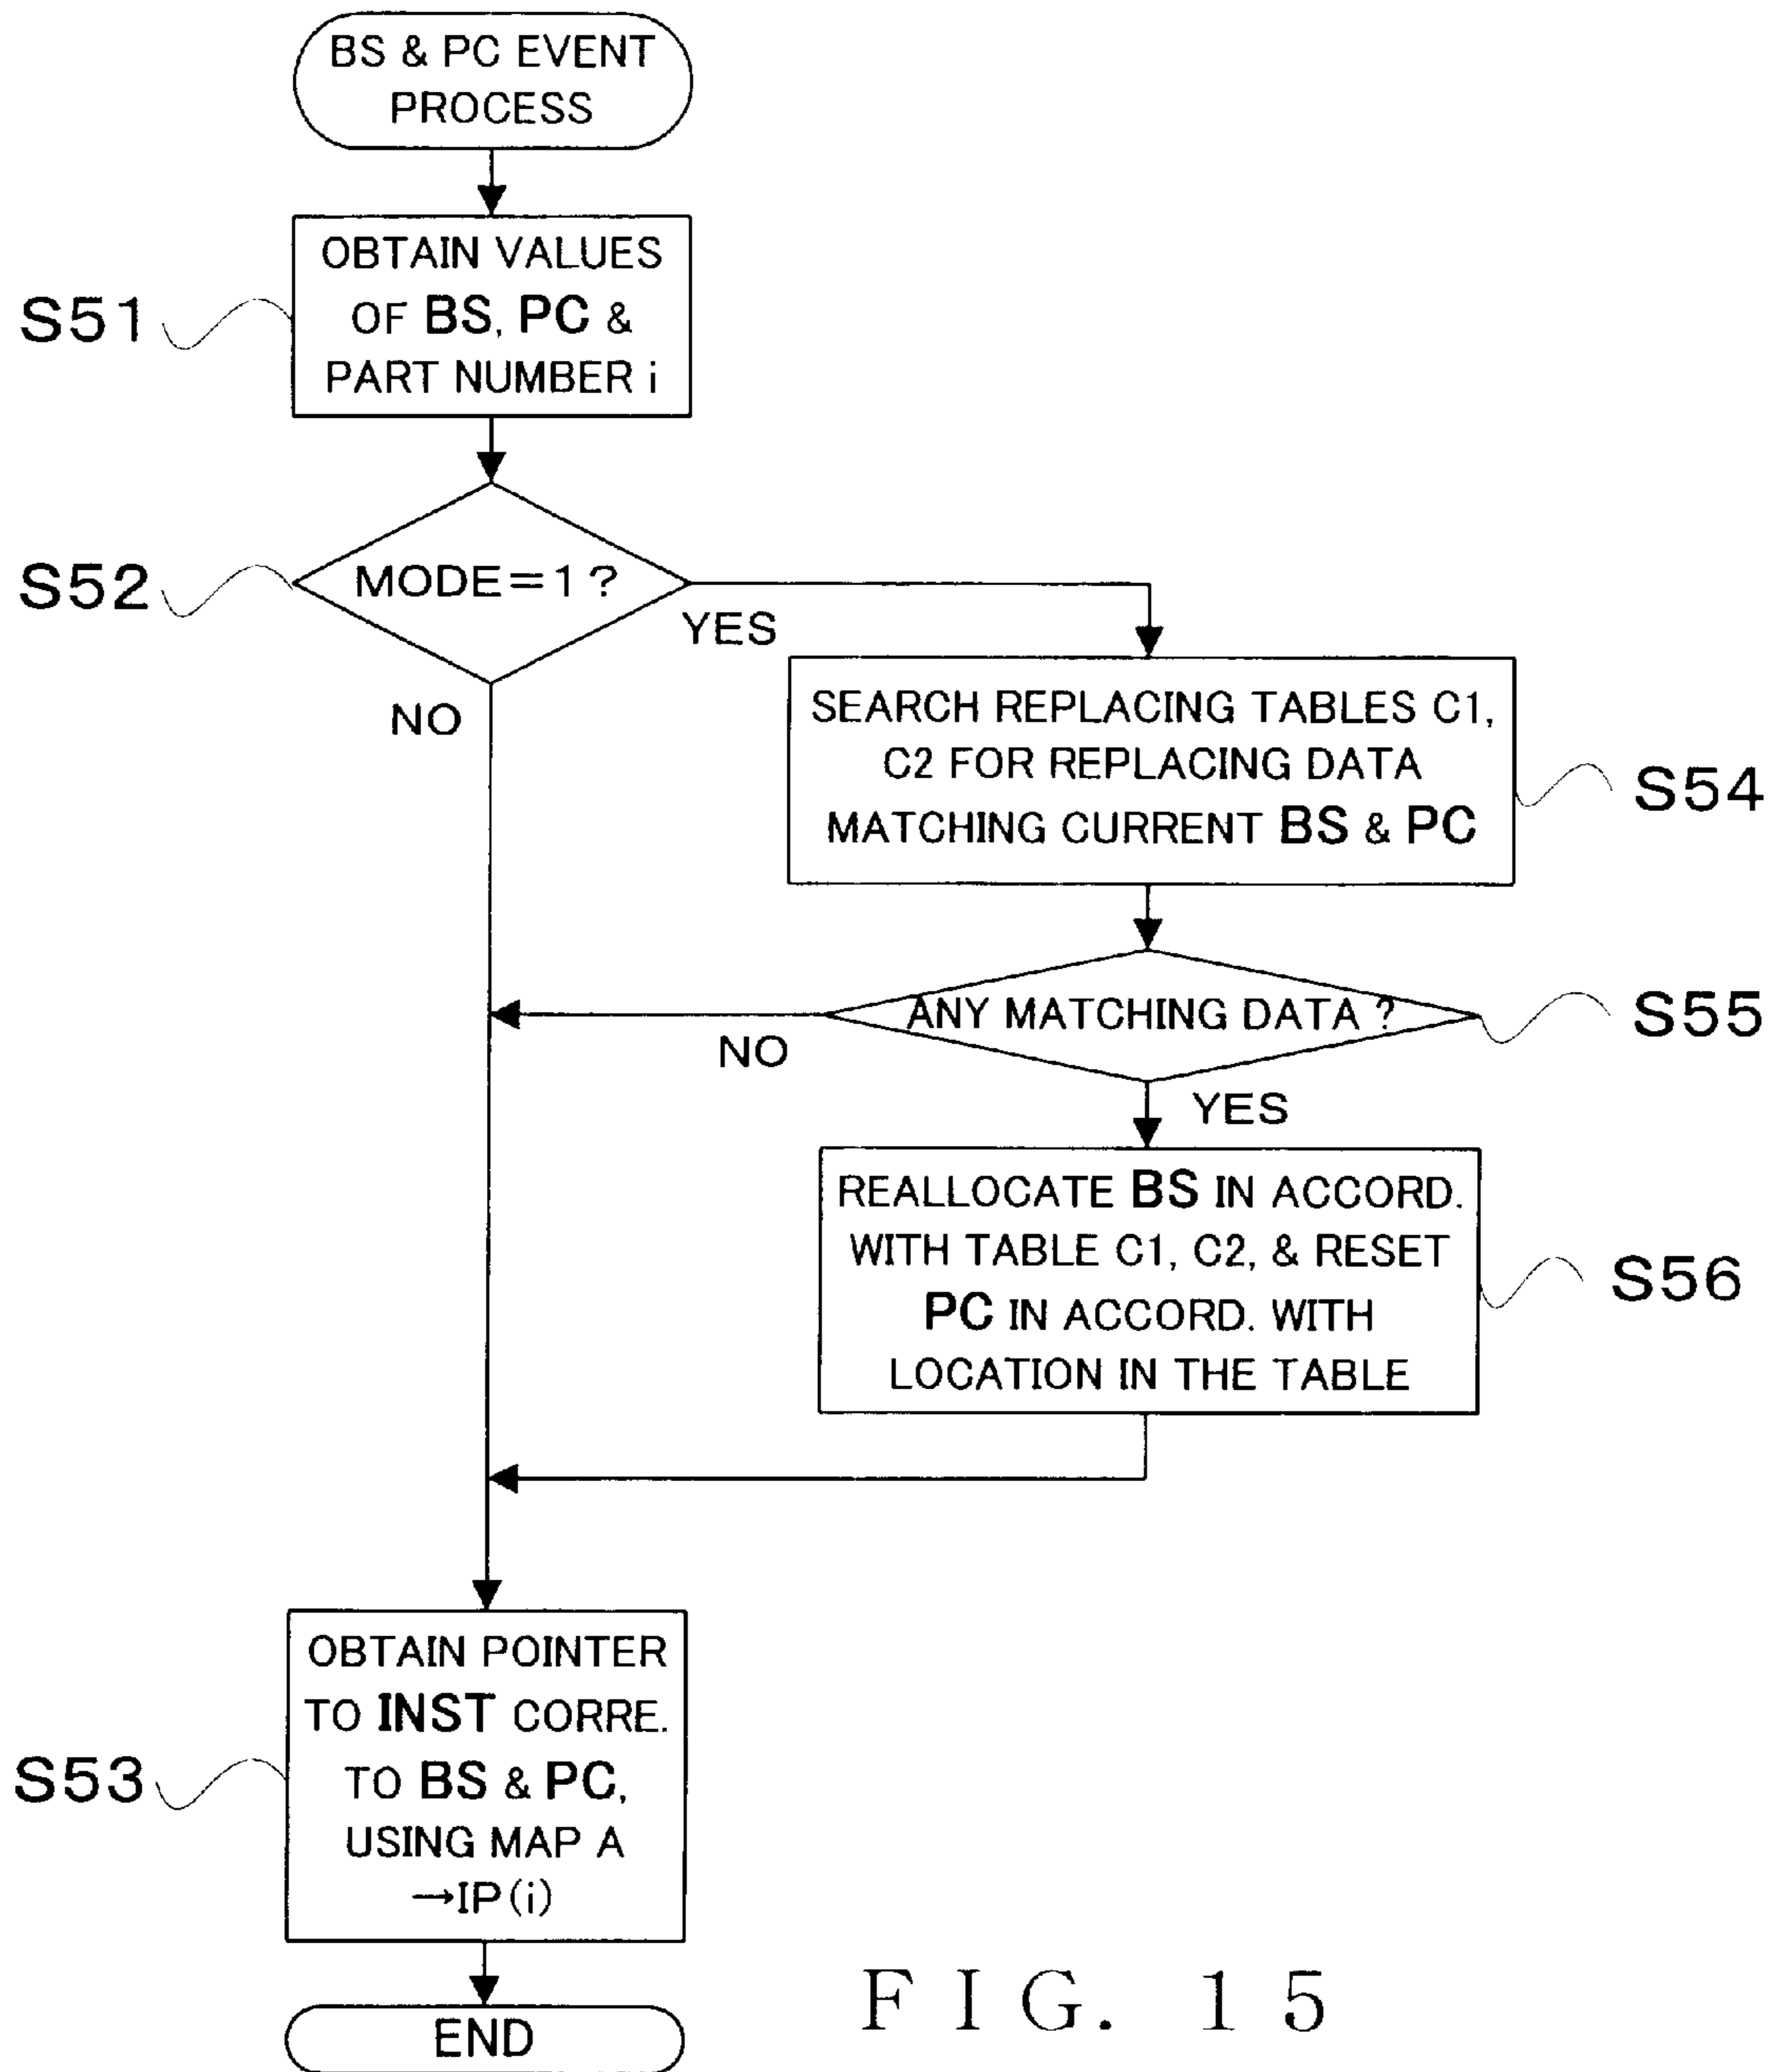 BS & PC EVENT
PROCESS
S51
OBTAIN VALUES
OF BS, PC &
PART NUMBER i
S52
MODE=1?
YES
NO
SEARCH REPLACING TABLES C1,
C2 FOR REPLACING DATA
MATCHING CURRENT BS & PC
S54
ANY MATCHING DATA?
S55
NO
YES
REALLOCATE BS IN ACCORD.
WITH TABLE C1, C2, & RESET
PC IN ACCORD. WITH
LOCATION IN THE TABLE
S56
S53
OBTAIN POINTER
TO INST CORRE.
TO BS & PC,
USING MAP A
→IP(i)
END
FIG. 15